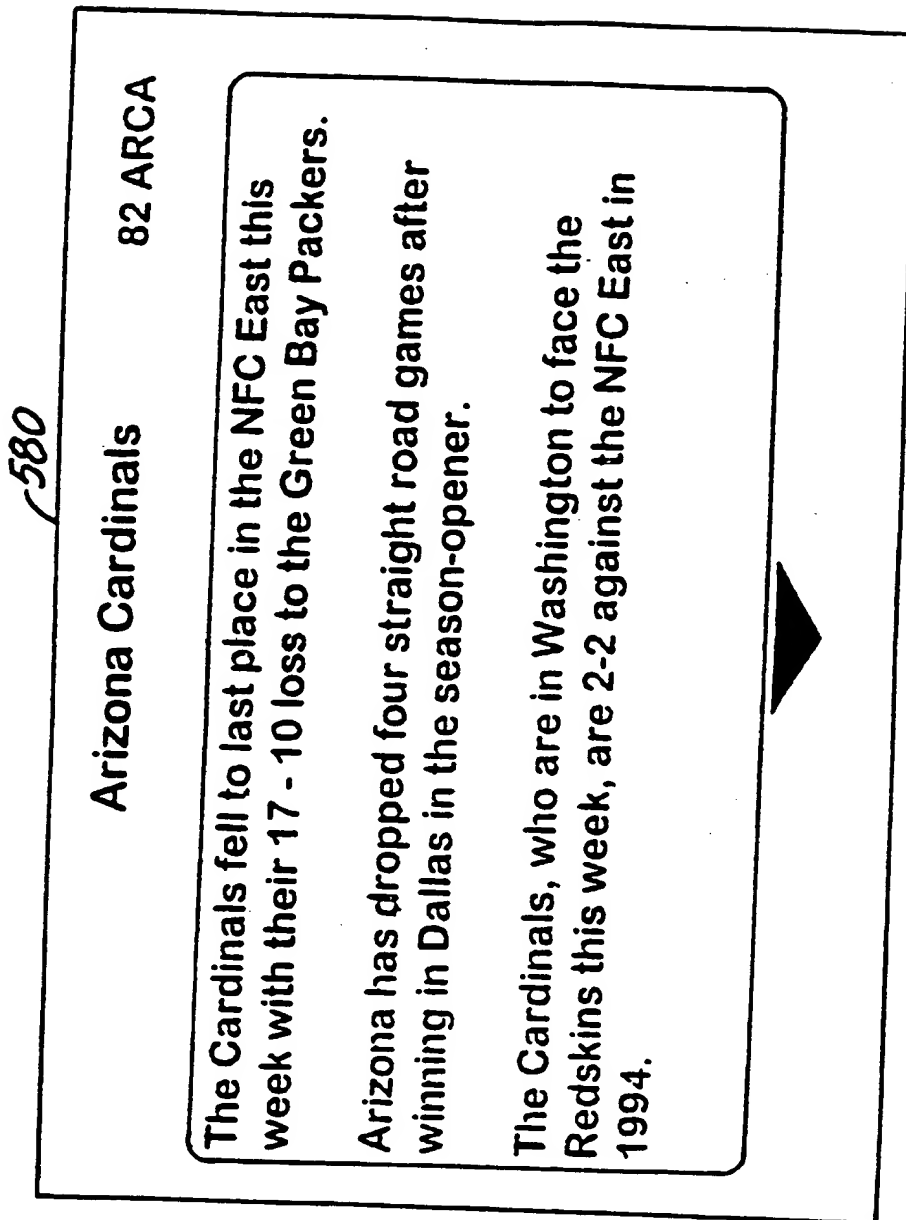 580
Arizona Cardinals 82 ARCA
The Cardinals fell to last place in the NFC East this
week with their 17 - 10 loss to the Green Bay Packers.
Arizona has dropped four straight road games after
winning in Dallas in the season-opener.
The Cardinals, who are in Washington to face the
Redskins this week, are 2-2 against the NFC East in
1994.